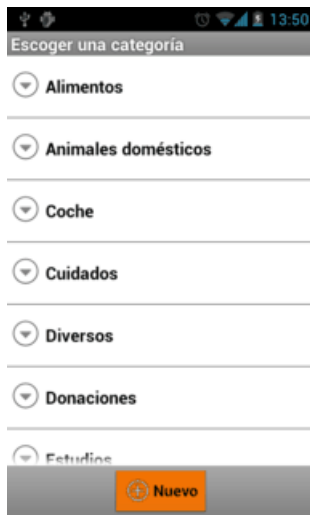 13:50
Escoger una categoría
Alimentos
Animales domésticos
Coche
Cuidados
Diversos
Donaciones
Estudios
Nuevo